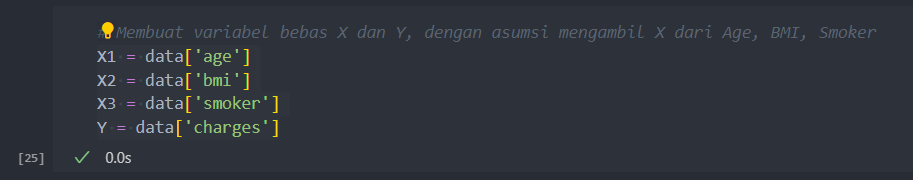 # Membuat variabel bebas X dan Y, dengan asumsi mengambil X dari Age, BMI, Smoker
X1 = data['age']
X2 = data['bmi']
X3 = data['smoker']
Y = data['charges']
[25] ✓ 0.0s